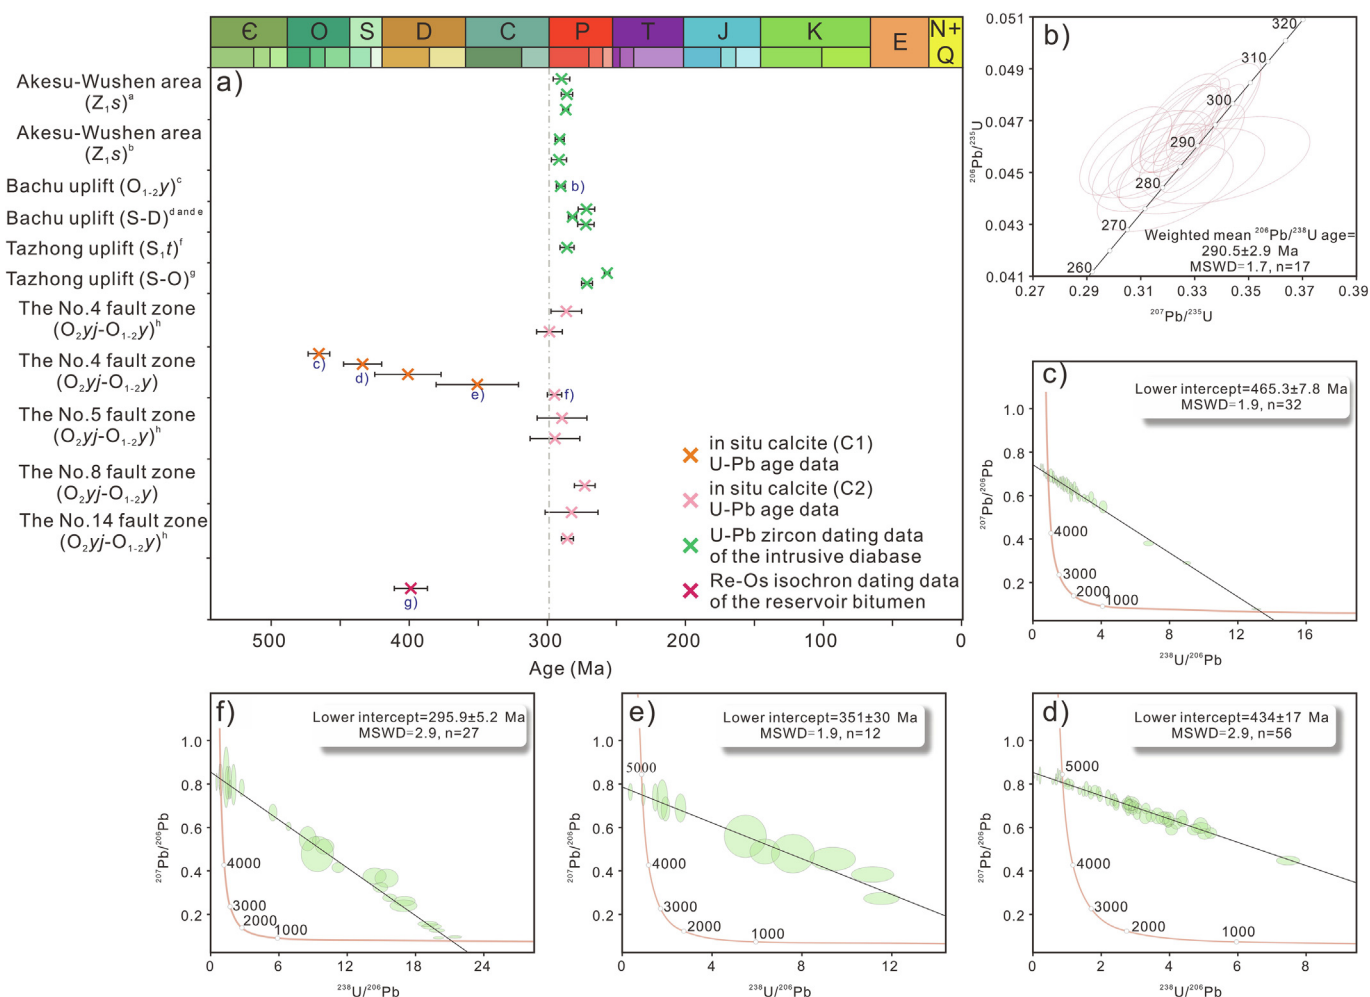 Є O S D C P T J K E N+
Q
a)
Akesu-Wushen area
(Z₁s)ᵃ
Akesu-Wushen area
(Z₁s)ᵇ
Bachu uplift (O₁₋₂y)ᶜ
b)
Bachu uplift (S-D)ᵈ ᵃⁿᵈ ᵉ
Tazhong uplift (S₁t)ᶠ
Tazhong uplift (S-O)ᵍ
The No.4 fault zone
(O₂yj-O₁₋₂y)ʰ
The No.4 fault zone
(O₂yj-O₁₋₂y)
c)
d)
e)
f)
The No.5 fault zone
(O₂yj-O₁₋₂y)ʰ
The No.8 fault zone
(O₂yj-O₁₋₂y)
The No.14 fault zone
(O₂yj-O₁₋₂y)ʰ
g)
in situ calcite (C1)
U-Pb age data
in situ calcite (C2)
U-Pb age data
U-Pb zircon dating data
of the intrusive diabase
Re-Os isochron dating data
of the reservoir bitumen
500 400 300 200 100 0
Age (Ma)
b)
0.051
0.049
0.047
0.045
0.043
0.041
²⁰⁶Pb/²³⁵U
320
310
300
290
280
270
260
Weighted mean ²⁰⁶Pb/²³⁸U age=
290.5±2.9 Ma
MSWD=1.7, n=17
0.27 0.29 0.31 0.33 0.35 0.37 0.39
²⁰⁷Pb/²³⁵U
c)
Lower intercept=465.3±7.8 Ma
MSWD=1.9, n=32
1.0
0.8
0.6
0.4
0.2
²⁰⁷Pb/²⁰⁶Pb
4000
3000
2000
1000
0 4 8 12 16
²³⁸U/²⁰⁶Pb
f)
Lower intercept=295.9±5.2 Ma
MSWD=2.9, n=27
1.0
0.8
0.6
0.4
0.2
²⁰⁷Pb/²⁰⁶Pb
4000
3000
2000
1000
0 6 12 18 24
²³⁸U/²⁰⁶Pb
e)
Lower intercept=351±30 Ma
MSWD=1.9, n=12
1.0
0.8
0.6
0.4
0.2
²⁰⁷Pb/²⁰⁶Pb
5000
4000
3000
2000
1000
0 4 8 12
²³⁸U/²⁰⁶Pb
d)
Lower intercept=434±17 Ma
MSWD=2.9, n=56
1.0
0.8
0.6
0.4
0.2
²⁰⁷Pb/²⁰⁶Pb
5000
4000
3000
2000
1000
0 2 4 6 8
²³⁸U/²⁰⁶Pb